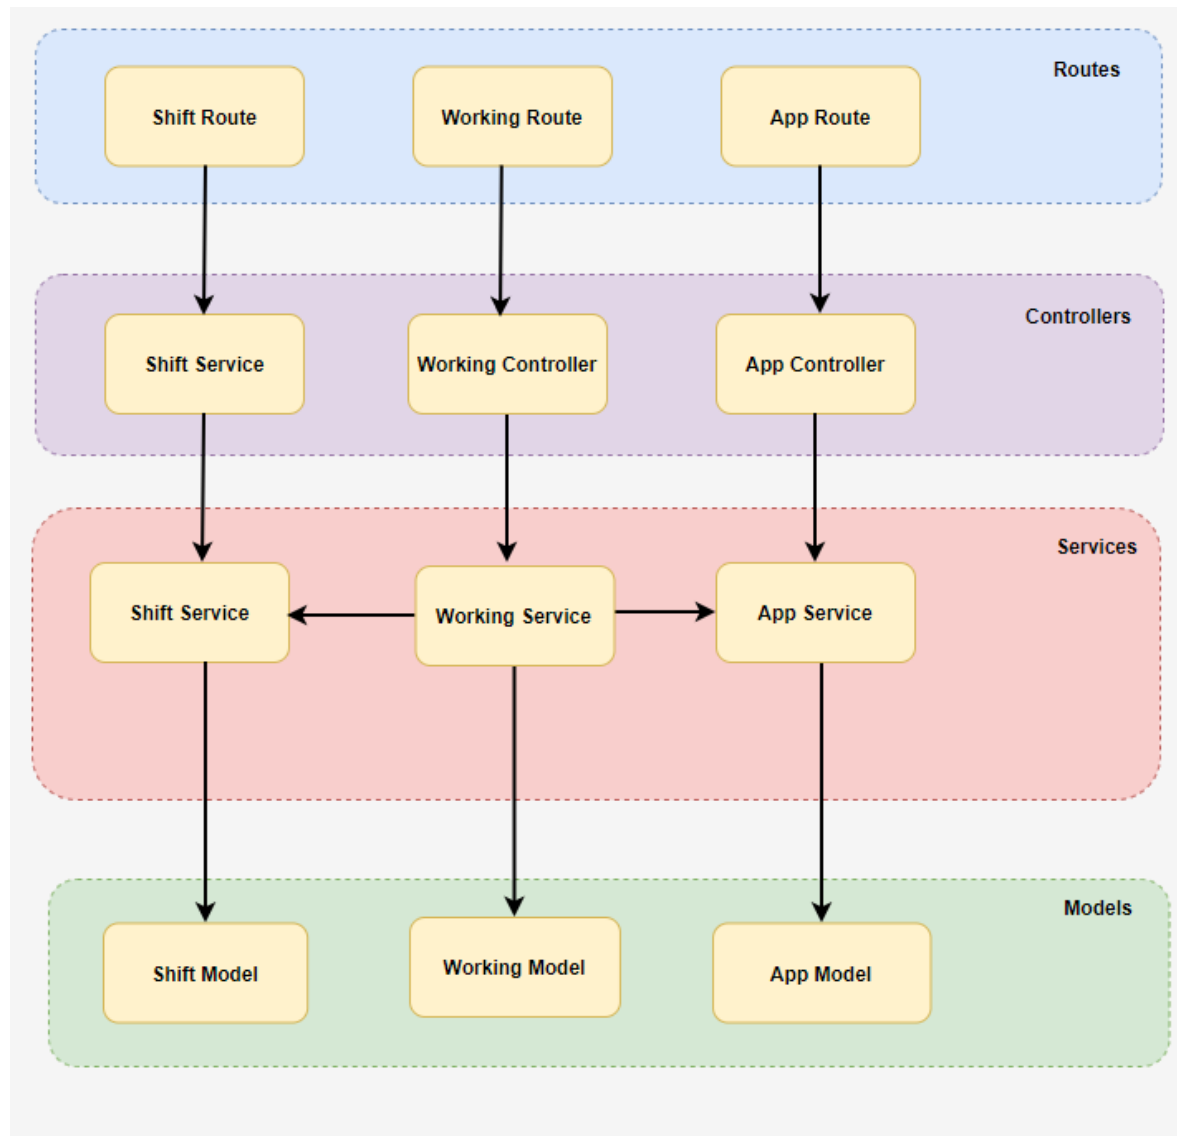 Routes
Shift Route
Working Route
App Route
Controllers
Shift Service
Working Controller
App Controller
Services
Shift Service
Working Service
App Service
Models
Shift Model
Working Model
App Model